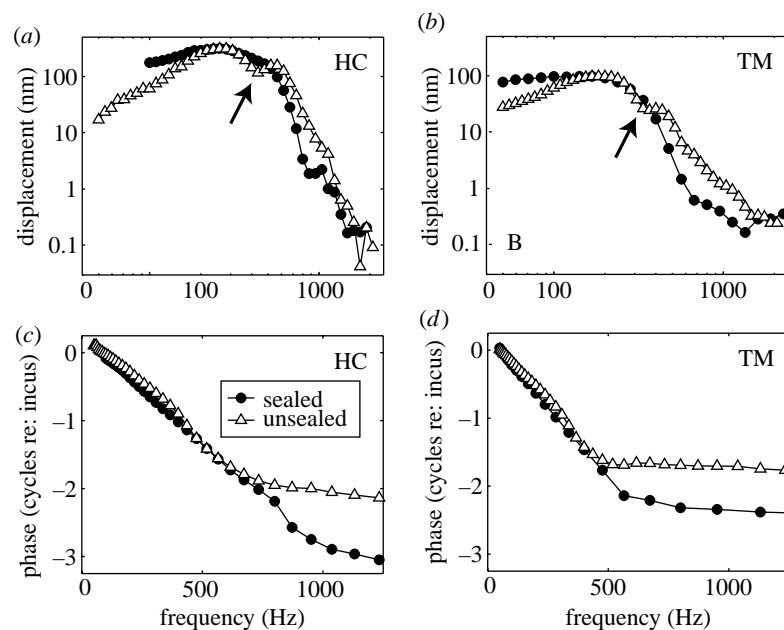 (a)
HC
displacement (nm)
100
10
1
0.1
0 100 1000
(b)
TM
displacement (nm)
100
10
1
0.1
B
0 100 1000
(c)
HC
sealed
unsealed
phase (cycles re: incus)
0
−1
−2
−3
0 500 1000
frequency (Hz)
(d)
TM
phase (cycles re: incus)
0
−1
−2
−3
0 500 1000
frequency (Hz)